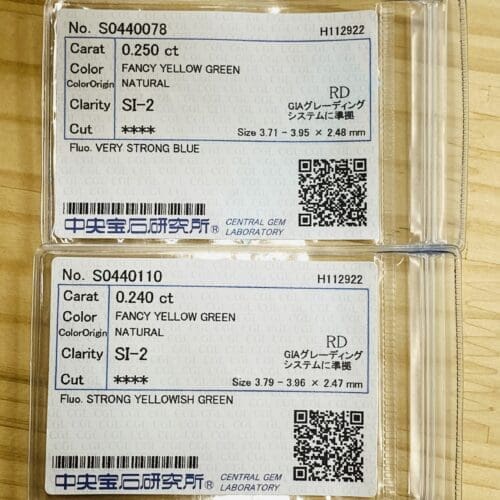 No. S0440078 H112922
Carat 0.250 ct
Color FANCY YELLOW GREEN
ColorOrigin NATURAL
Clarity SI-2
RD
GIAグレーディング
システムに準拠
Cut ****
Size 3.71 - 3.95 × 2.48 mm
Fluo. VERY STRONG BLUE
中央宝石研究所® CENTRAL GEM
LABORATORY
No. S0440110 H112922
Carat 0.240 ct
Color FANCY YELLOW GREEN
ColorOrigin NATURAL
Clarity SI-2
RD
GIAグレーディング
システムに準拠
Cut ****
Size 3.79 - 3.96 × 2.47 mm
Fluo. STRONG YELLOWISH GREEN
中央宝石研究所® CENTRAL GEM
LABORATORY